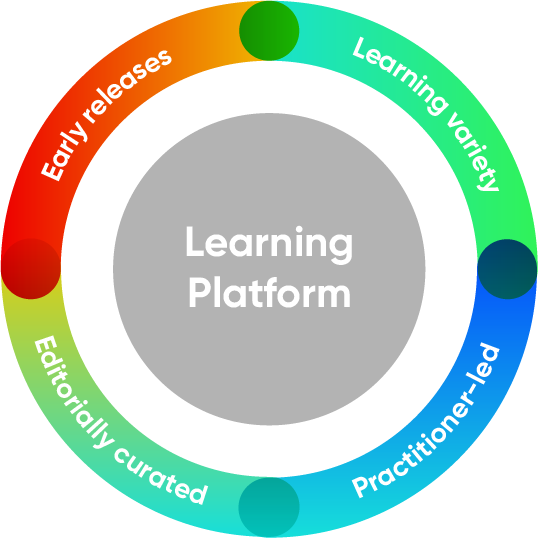 Early releases
Learning variety
Learning
Platform
Editorially curated
Practitioner-led